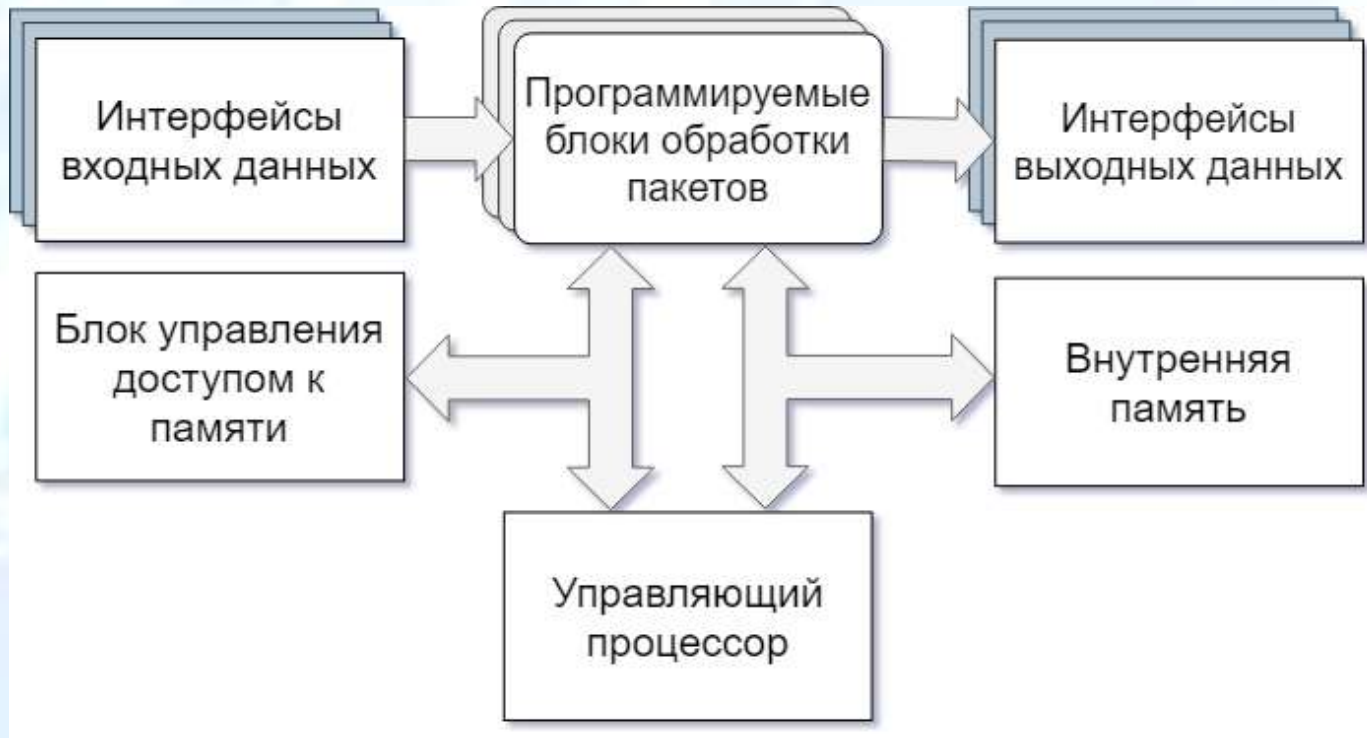 Интерфейсы
входных данных
Программируемые
блоки обработки
пакетов
Интерфейсы
выходных данных
Блок управления
доступом к
памяти
Внутренняя
память
Управляющий
процессор